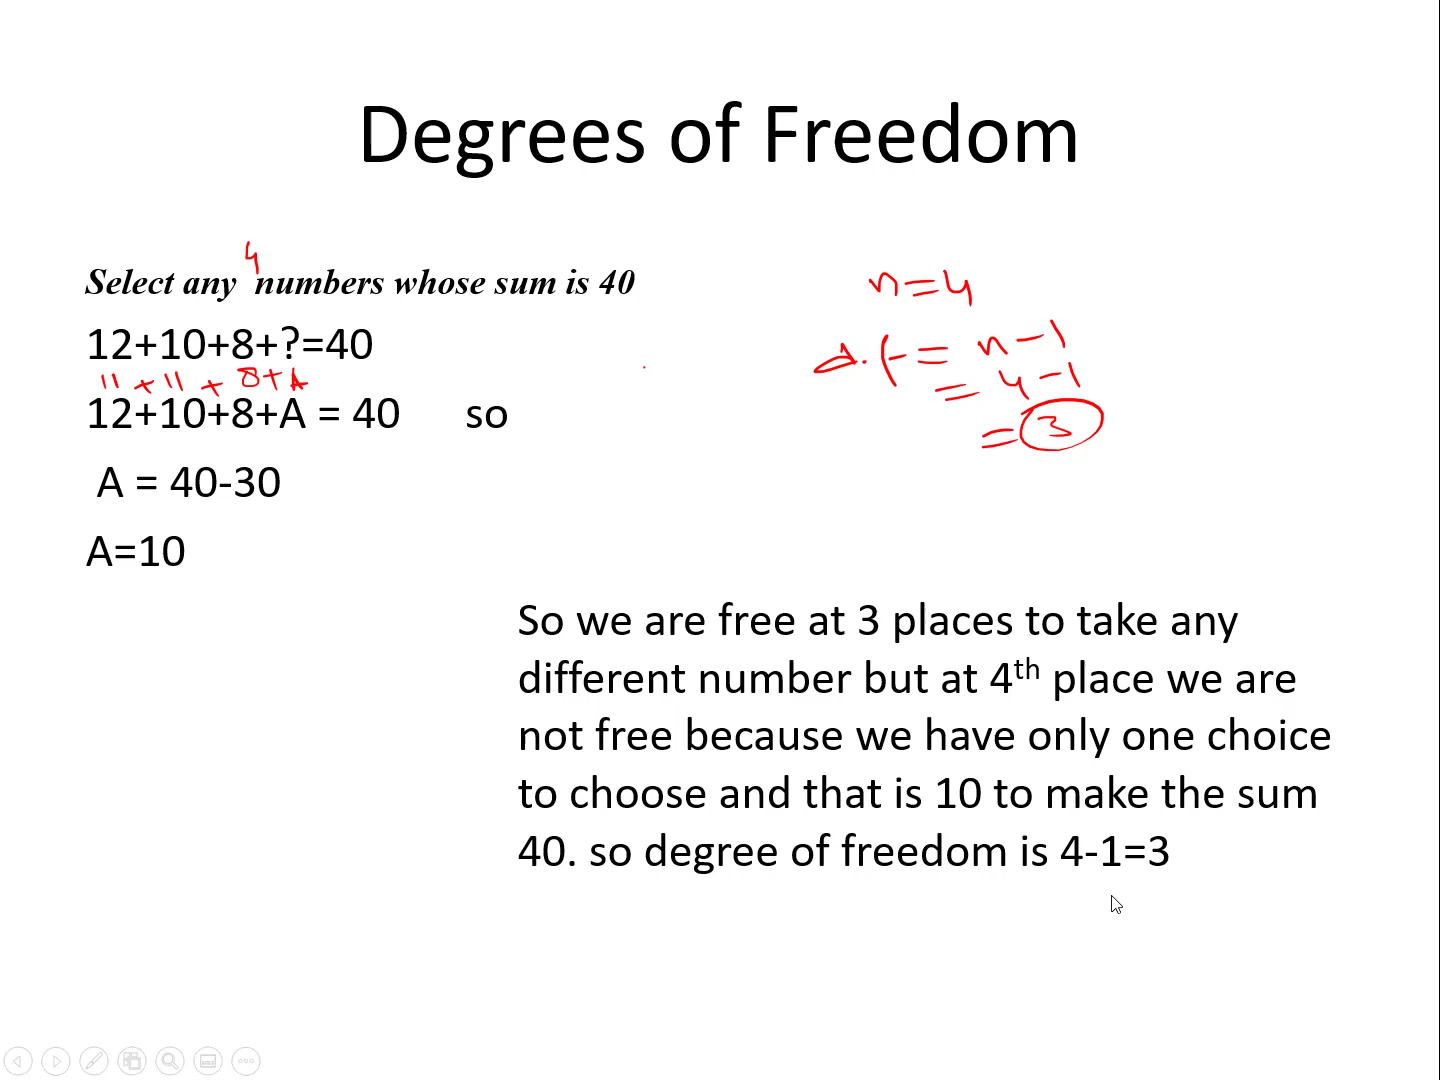 Degrees of Freedom
4
Select any numbers whose sum is 40
12+10+8+?=40
11 + 11 + 8+A
12+10+8+A = 40 so
A = 40-30
A=10
n=4
d.f = n-1
= 4-1
= 3
So we are free at 3 places to take any
different number but at 4th place we are
not free because we have only one choice
to choose and that is 10 to make the sum
40. so degree of freedom is 4-1=3